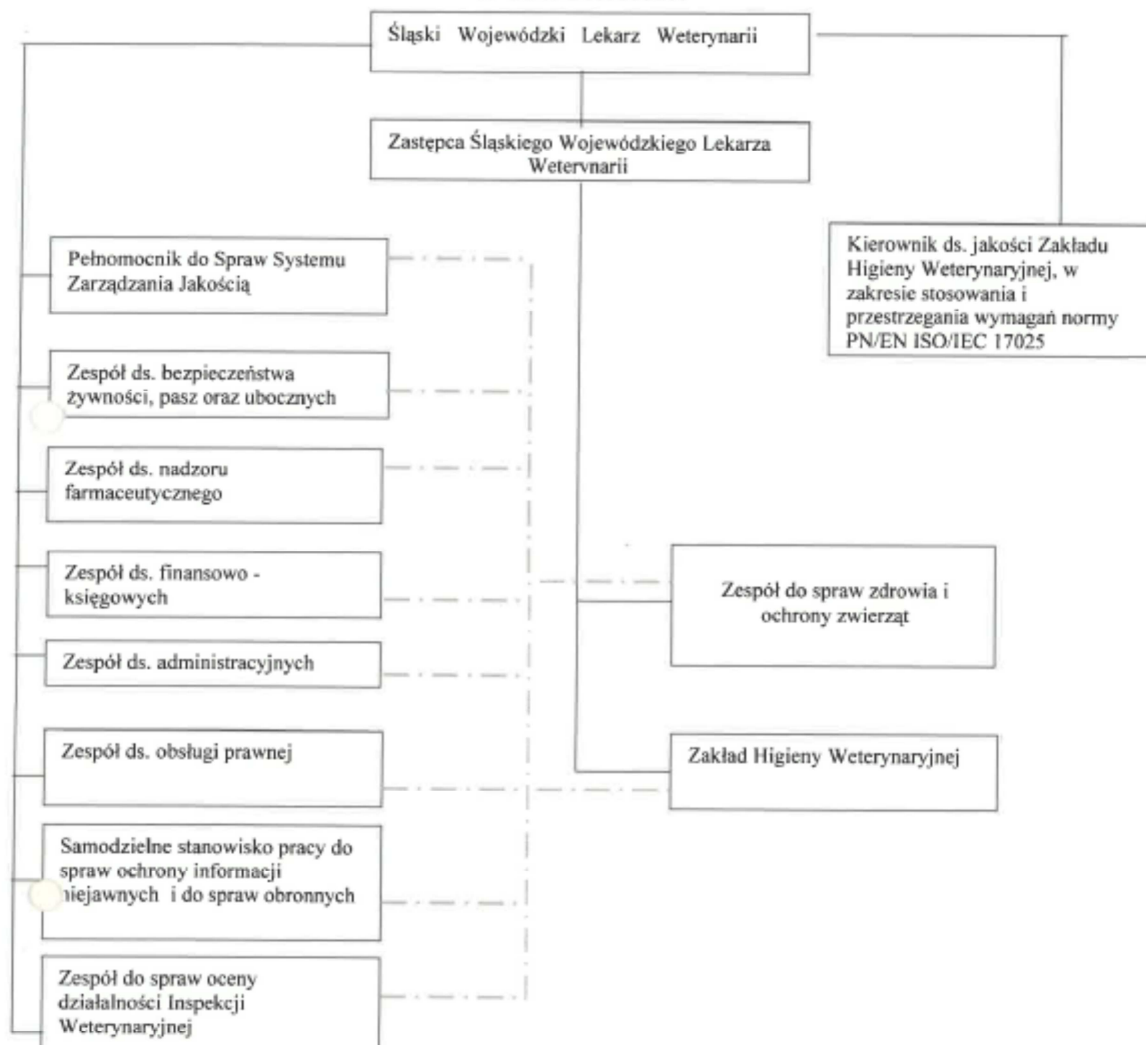 Śląski Wojewódzki Lekarz Weterynarii
Zastępca Śląskiego Wojewódzkiego Lekarza
Weterynarii
Pełnomocnik do Spraw Systemu
Zarządzania Jakością
Kierownik ds. jakości Zakładu
Higieny Weterynaryjnej, w
zakresie stosowania i
przestrzegania wymagań normy
PN/EN ISO/IEC 17025
Zespół ds. bezpieczeństwa
żywności, pasz oraz ubocznych
Zespół ds. nadzoru
farmaceutycznego
Zespół ds. finansowo -
księgowych
Zespół do spraw zdrowia i
ochrony zwierząt
Zespół ds. administracyjnych
Zespół ds. obsługi prawnej
Zakład Higieny Weterynaryjnej
Samodzielne stanowisko pracy do
spraw ochrony informacji
niejawnych i do spraw obronnych
Zespół do spraw oceny
działalności Inspekcji
Weterynaryjnej